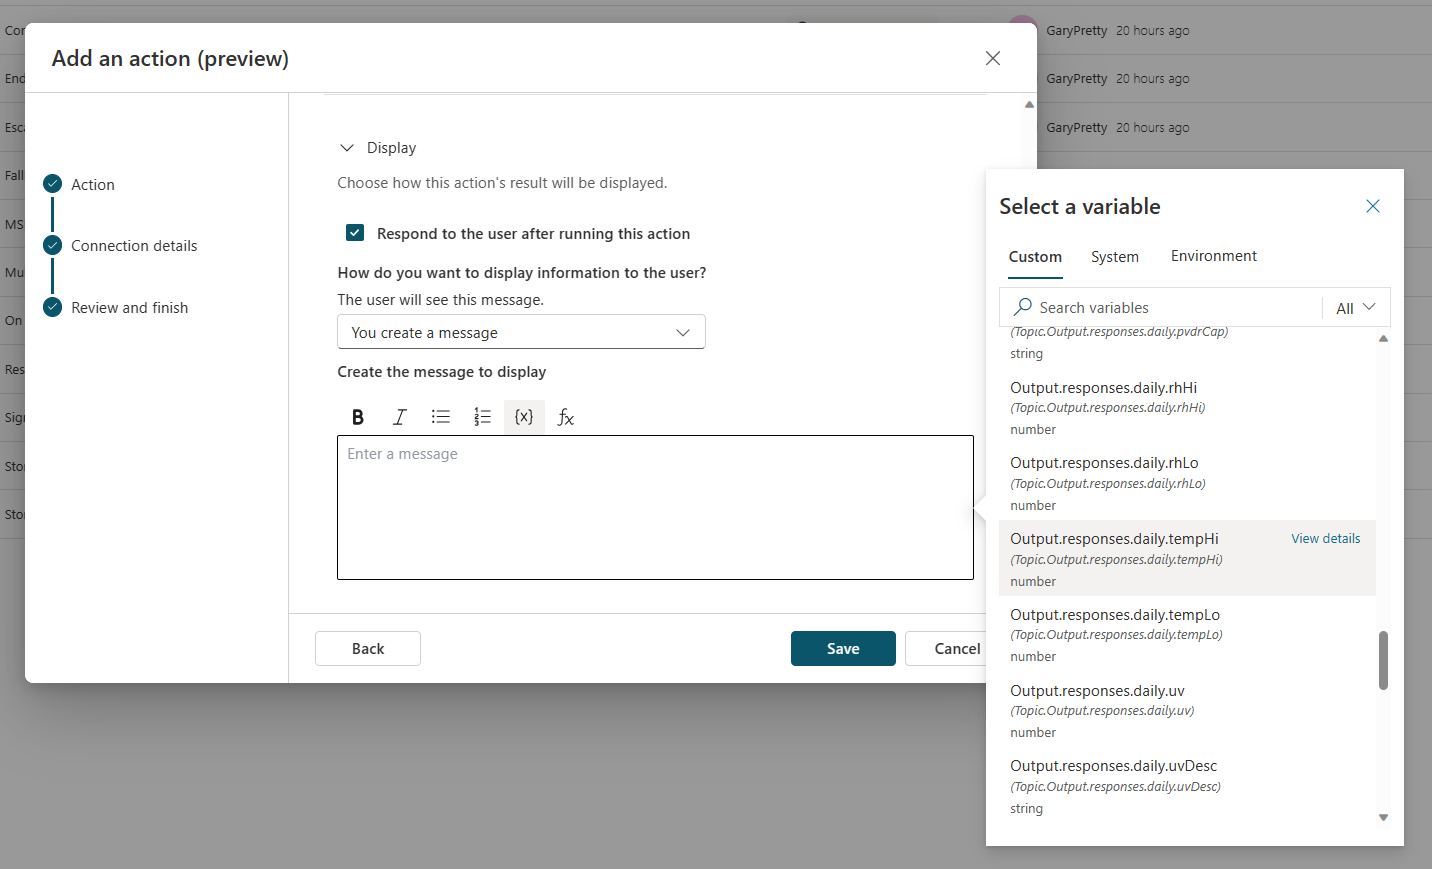 Cor
GaryPretty 20 hours ago
Add an action (preview)
End
GaryPretty 20 hours ago
Esca
GaryPretty 20 hours ago
Display
Fall
Choose how this action's result will be displayed.
Action
Select a variable
MS
Respond to the user after running this action
Connection details
Custom System Environment
Mu
How do you want to display information to the user?
The user will see this message.
Review and finish
Search variables All
On
You create a message
(Topic.Output.responses.daily.pvdrCap)
string
Res
Create the message to display
Output.responses.daily.rhHi
(Topic.Output.responses.daily.rhHi)
number
Sign
B I {x} fx
Enter a message
Output.responses.daily.rhLo
(Topic.Output.responses.daily.rhLo)
number
Stor
Stor
Output.responses.daily.tempHi View details
(Topic.Output.responses.daily.tempHi)
number
Output.responses.daily.tempLo
(Topic.Output.responses.daily.tempLo)
number
Back Save Cancel
Output.responses.daily.uv
(Topic.Output.responses.daily.uv)
number
Output.responses.daily.uvDesc
(Topic.Output.responses.daily.uvDesc)
string